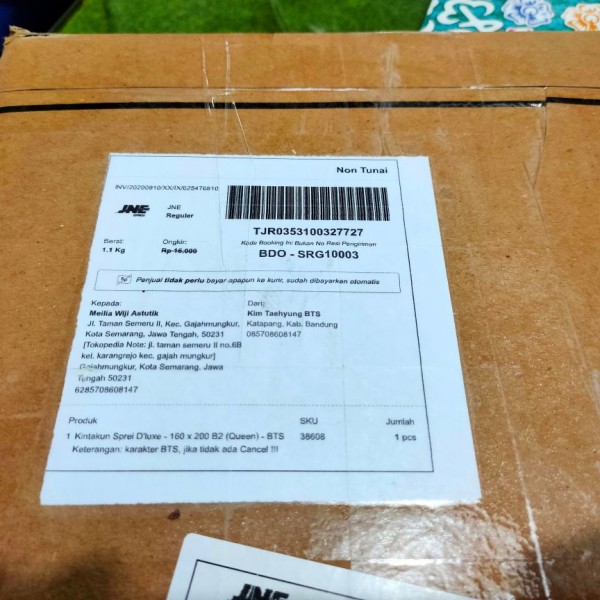 Non Tunai
INV/20200810/XX/IX/625476810
JNE
JNE
Reguler
TJR0353100327727
Kode Booking Ini Bukan No Resi Pengiriman
BDO - SRG10003
Berat:
1.1 Kg
Ongkir:
Rp 16.000
Penjual tidak perlu bayar apapun ke kurir, sudah dibayarkan otomatis
Kepada:
Meilia Wiji Astutik
Jl. Taman Semeru II, Kec. Gajahmungkur,
Kota Semarang, Jawa Tengah, 50231
[Tokopedia Note: jl. taman semeru II no.6B
kel. karangrejo kec. gajah mungkur]
Gajahmungkur, Kota Semarang, Jawa
Tengah 50231
6285708608147
Dari:
Kim Taehyung BTS
Katapang, Kab. Bandung
085708608147
Produk SKU Jumlah
1 Kintakun Sprei D'luxe - 160 x 200 B2 (Queen) - BTS 38608 1 pcs
Keterangan: karakter BTS, jika tidak ada Cancel !!!
JNE